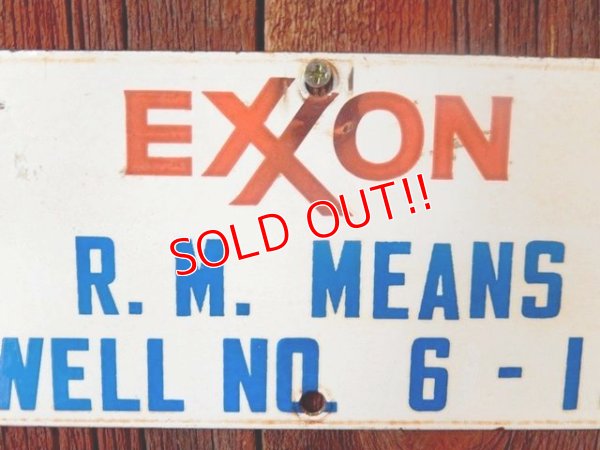 EXXON
SOLD OUT!!
R. M. MEANS
WELL NO. 6 - 1